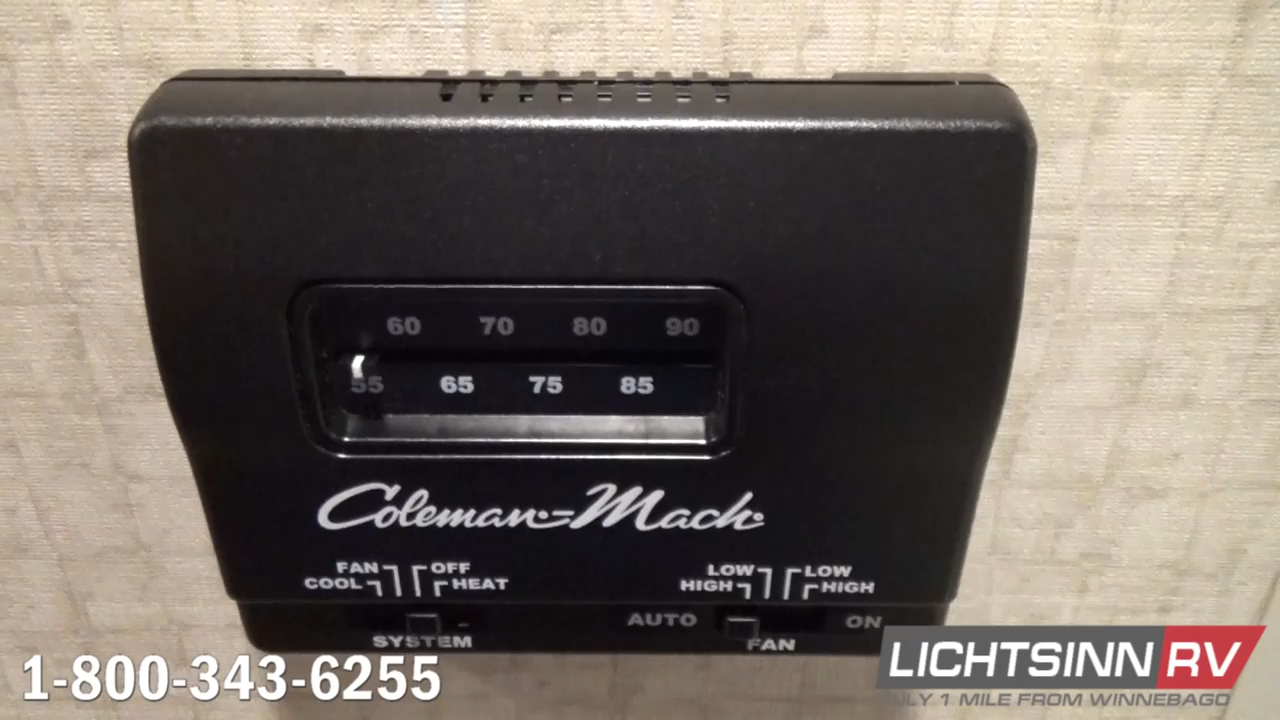 60 70 80 90
55 65 75 85
Coleman-Mach
FAN OFF
COOL HEAT
LOW LOW
HIGH HIGH
AUTO ON
SYSTEM
FAN
1-800-343-6255
LICHTSINN RV
ONLY 1 MILE FROM WINNEBAGO